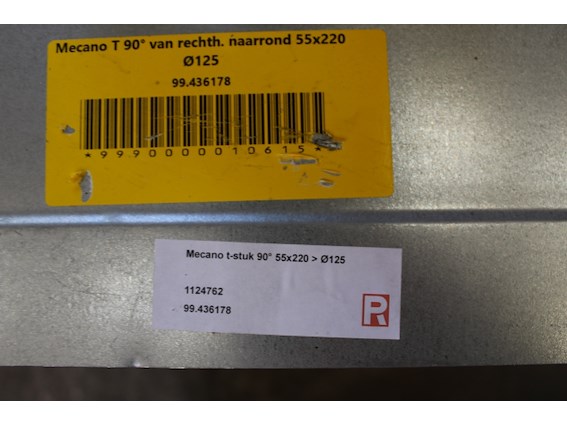 Mecano T 90° van rechth. naarrond 55x220
Ø125
99.436178
*9990000010615*
Mecano t-stuk 90° 55x220 > Ø125
1124762
99.436178
R